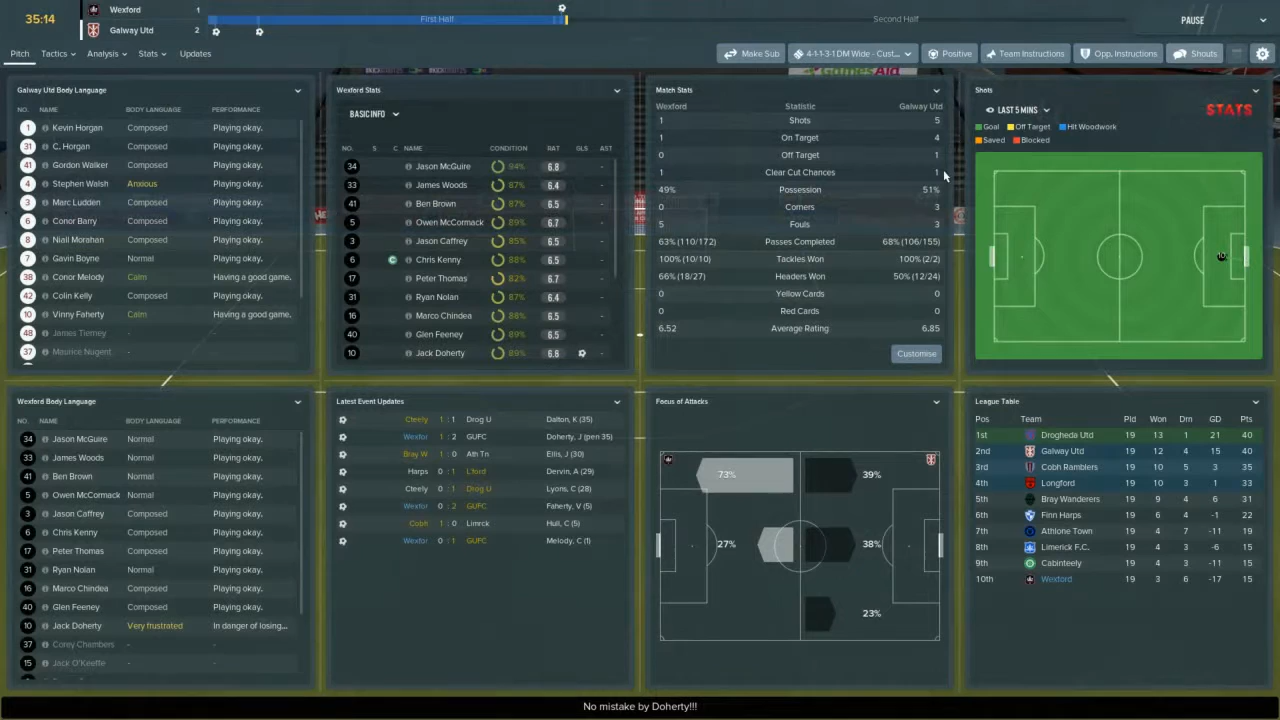 35:14
Wexford 1
Galway Utd 2
First Half
Second Half
PAUSE
Pitch Tactics Analysis Stats Updates
Make Sub 4-1-1-3-1 DM Wide - Cust... Positive Team Instructions Opp. Instructions Shouts
Galway Utd Body Language
NO. NAME BODY LANGUAGE PERFORMANCE
1 Kevin Horgan Composed Playing okay.
31 C. Horgan Composed Playing okay.
41 Gordon Walker Composed Playing okay.
4 Stephen Walsh Anxious Playing okay.
3 Marc Ludden Composed Playing okay.
6 Conor Barry Composed Playing okay.
8 Niall Morahan Composed Playing okay.
7 Gavin Boyne Normal Playing okay.
38 Conor Melody Calm Having a good game.
42 Colin Kelly Composed Playing okay.
10 Vinny Faherty Calm Having a good game.
48 James Tierney - -
37 Maurice Nugent - -
Wexford Stats
BASIC INFO
NO. S C NAME CONDITION RAT GLS AST
34 Jason McGuire 94% 6.8 -
33 James Woods 87% 6.4 -
41 Ben Brown 87% 6.5 -
5 Owen McCormack 89% 6.7 -
3 Jason Caffrey 85% 6.5 -
6 C Chris Kenny 88% 6.5 -
17 Peter Thomas 82% 6.7 -
31 Ryan Nolan 87% 6.4 -
16 Marco Chindea 88% 6.5 -
40 Glen Feeney 89% 6.5 -
10 Jack Doherty 89% 6.8 -
GamesAid
Match Stats
Wexford Statistic Galway Utd
1 Shots 5
1 On Target 4
0 Off Target 1
1 Clear Cut Chances 1
49% Possession 51%
0 Corners 3
5 Fouls 3
63% (110/172) Passes Completed 68% (106/155)
100% (10/10) Tackles Won 100% (2/2)
66% (18/27) Headers Won 50% (12/24)
0 Yellow Cards 0
0 Red Cards 0
6.52 Average Rating 6.85
Customise
Shots
LAST 5 MINS
STATS
Goal Off Target Hit Woodwork
Saved Blocked
10
Wexford Body Language
NO. NAME BODY LANGUAGE PERFORMANCE
34 Jason McGuire Normal Playing okay.
33 James Woods Normal Playing okay.
41 Ben Brown Normal Playing okay.
5 Owen McCormack Normal Playing okay.
3 Jason Caffrey Composed Playing okay.
6 Chris Kenny Composed Playing okay.
17 Peter Thomas Composed Playing okay.
31 Ryan Nolan Normal Playing okay.
16 Marco Chindea Composed Playing okay.
40 Glen Feeney Composed Playing okay.
10 Jack Doherty Very frustrated In danger of losing...
37 Corey Chambers - -
15 Jack O'Keeffe - -
Latest Event Updates
Cteely 1 : 1 Drog U Dalton, K (35)
Wexfor 1 : 2 GUFC Doherty, J (pen 35)
Bray W 1 : 0 Ath Tn Ellis, J (30)
Harps 0 : 1 L'ford Dervin, A (29)
Cteely 0 : 1 Drog U Lyons, C (28)
Wexfor 0 : 2 GUFC Faherty, V (5)
Cobh 1 : 0 Limrck Hull, C (5)
Wexfor 0 : 1 GUFC Melody, C (1)
Focus of Attacks
73% 39%
27% 38%
23%
League Table
Pos Team Pld Won Drn GD Pts
1st Drogheda Utd 19 13 1 21 40
2nd Galway Utd 19 12 4 15 40
3rd Cobh Ramblers 19 10 5 3 35
4th Longford 19 10 3 1 33
5th Bray Wanderers 19 9 4 6 31
6th Finn Harps 19 6 4 -1 22
7th Athlone Town 19 4 7 -11 19
8th Limerick F.C. 19 4 3 -6 15
9th Cabinteely 19 4 3 -11 15
10th Wexford 19 3 6 -17 15
No mistake by Doherty!!!